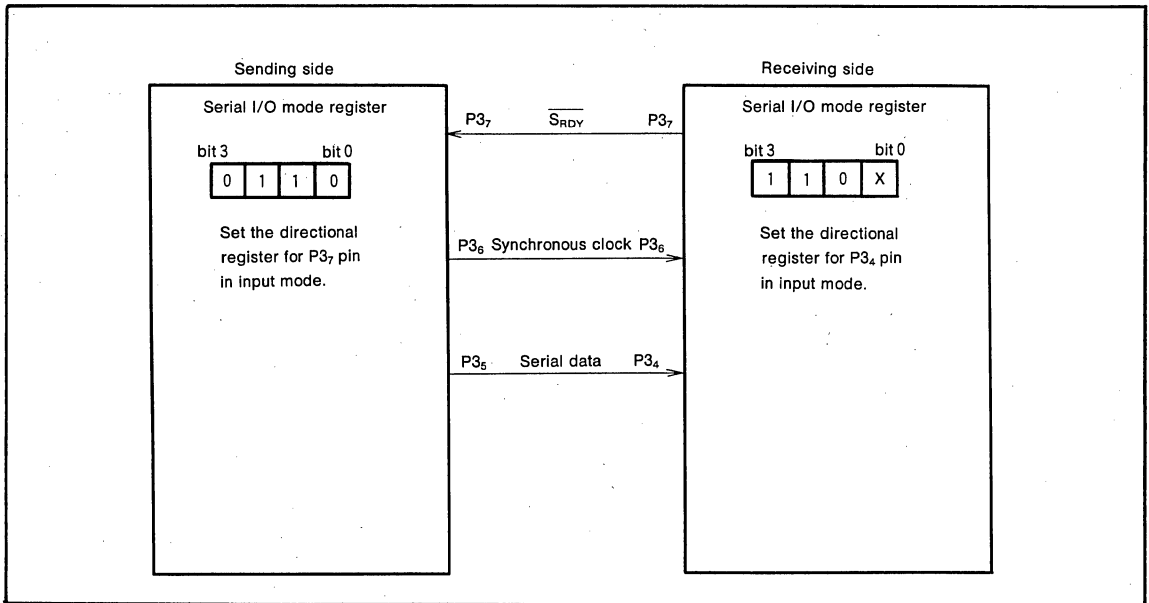 Sending side
Serial I/O mode register
bit 3 bit 0
0 1 1 0
Set the directional
register for P3₇ pin
in input mode.
P3₇ S̅R̅D̅Y̅ P3₇
P3₆ Synchronous clock P3₆
P3₅ Serial data P3₄
Receiving side
Serial I/O mode register
bit 3 bit 0
1 1 0 X
Set the directional
register for P3₄ pin
in input mode.